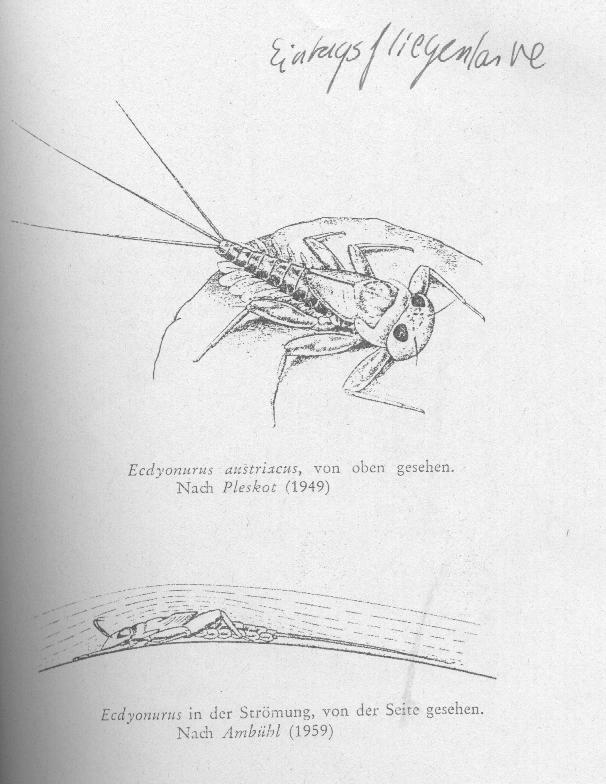 Eintagsfliegenlarve
Ecdyonurus austriacus, von oben gesehen.
Nach Pleskot (1949)
Ecdyonurus in der Strömung, von der Seite gesehen.
Nach Ambühl (1959)